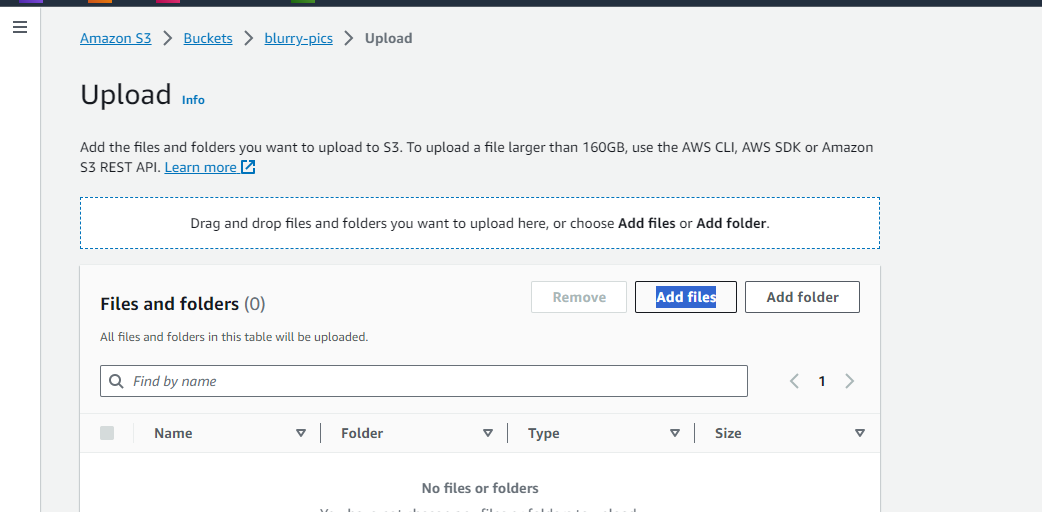 Amazon S3 > Buckets > blurry-pics > Upload
Upload Info
Add the files and folders you want to upload to S3. To upload a file larger than 160GB, use the AWS CLI, AWS SDK or Amazon
S3 REST API. Learn more
Drag and drop files and folders you want to upload here, or choose Add files or Add folder.
Files and folders (0)
Remove
Add files
Add folder
All files and folders in this table will be uploaded.
Find by name
< 1 >
Name
Folder
Type
Size
No files or folders